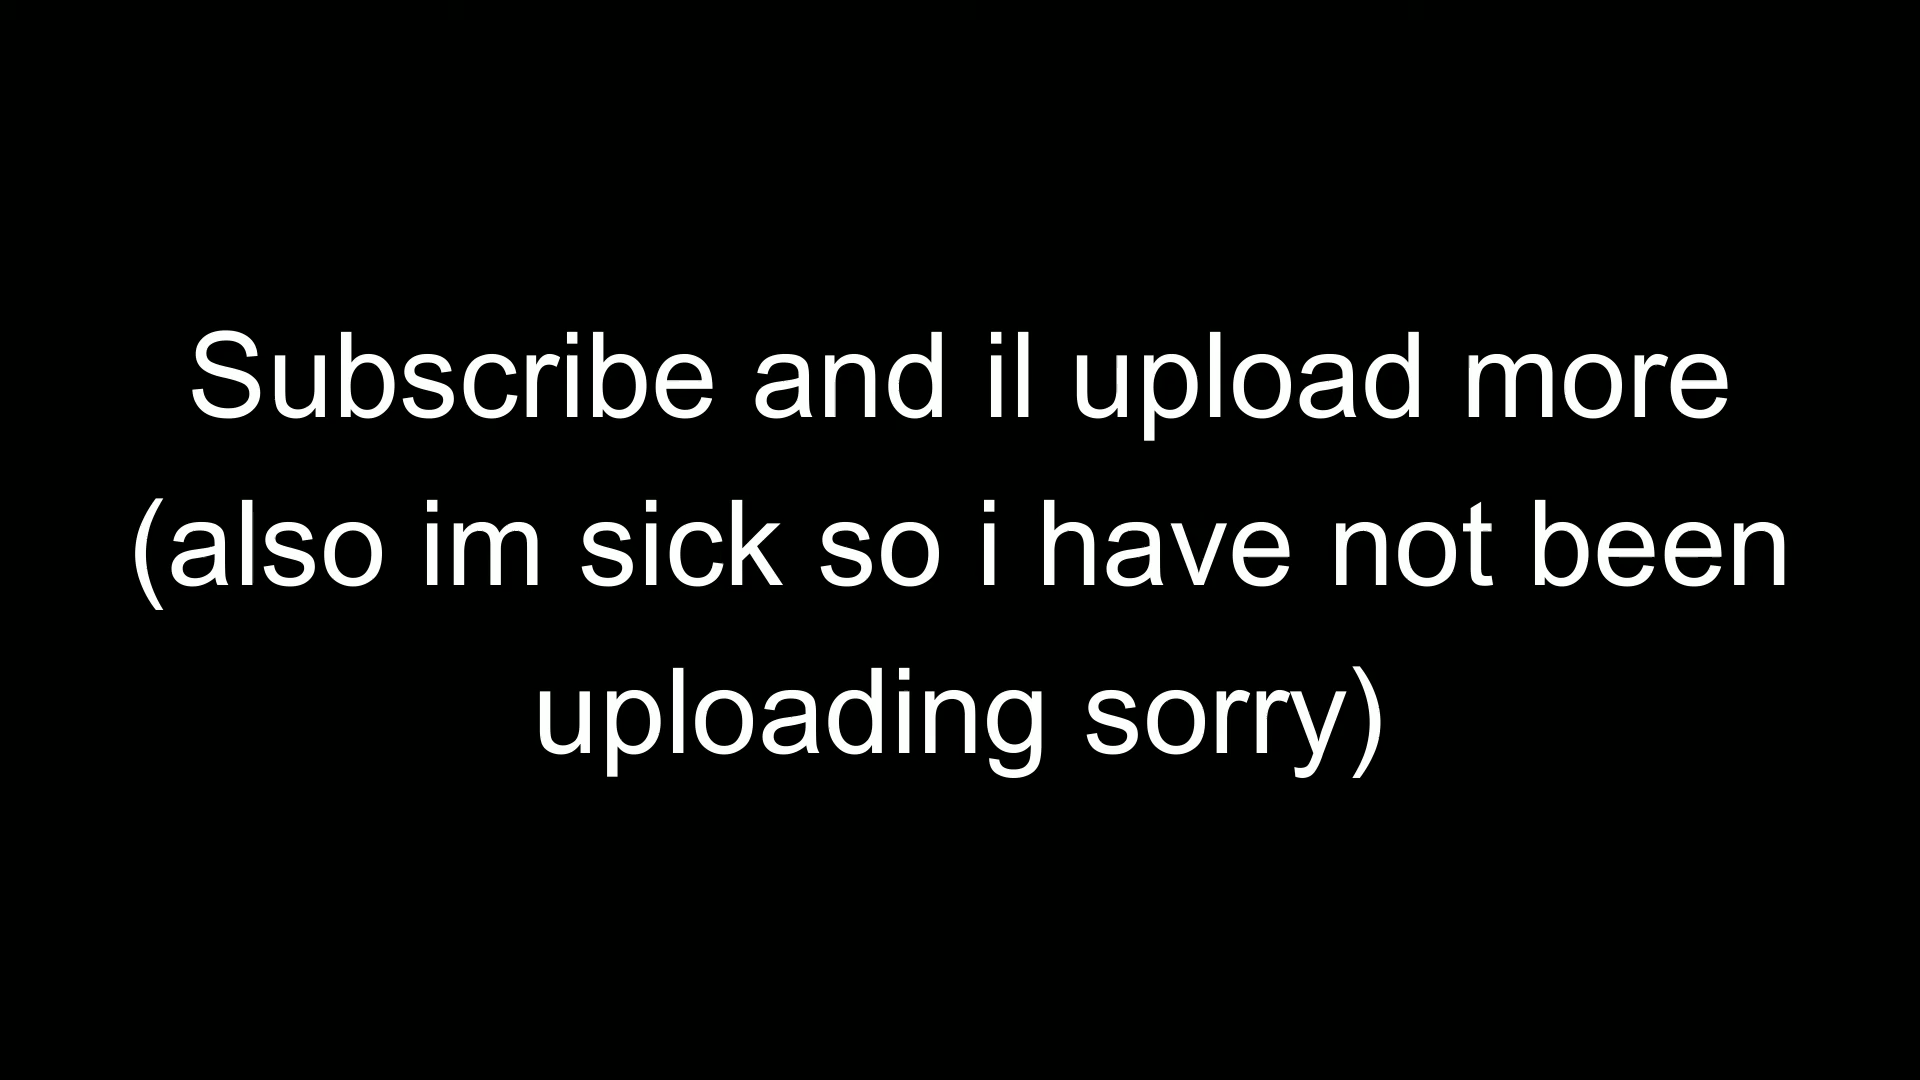 Subscribe and il upload more
(also im sick so i have not been
uploading sorry)